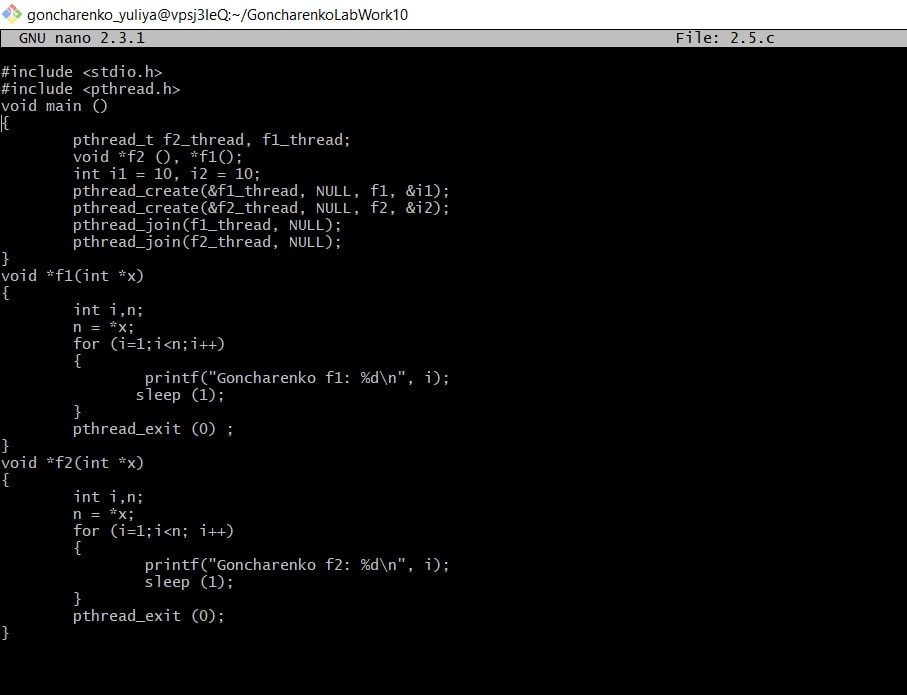 goncharenko_yuliya@vpsj3IeQ:~/GoncharenkoLabWork10
GNU nano 2.3.1 File: 2.5.c
#include <stdio.h>
#include <pthread.h>
void main ()
{
pthread_t f2_thread, f1_thread;
void *f2 (), *f1();
int i1 = 10, i2 = 10;
pthread_create(&f1_thread, NULL, f1, &i1);
pthread_create(&f2_thread, NULL, f2, &i2);
pthread_join(f1_thread, NULL);
pthread_join(f2_thread, NULL);
}
void *f1(int *x)
{
int i,n;
n = *x;
for (i=1;i<n;i++)
{
printf("Goncharenko f1: %d\n", i);
sleep (1);
}
pthread_exit (0) ;
}
void *f2(int *x)
{
int i,n;
n = *x;
for (i=1;i<n; i++)
{
printf("Goncharenko f2: %d\n", i);
sleep (1);
}
pthread_exit (0);
}